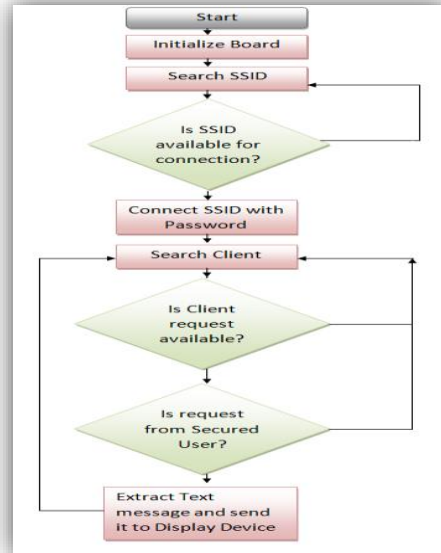 Start
Initialize Board
Search SSID
Is SSID
available for
connection?
Connect SSID with
Password
Search Client
Is Client
request
available?
Is request
from Secured
User?
Extract Text
message and send
it to Display Device